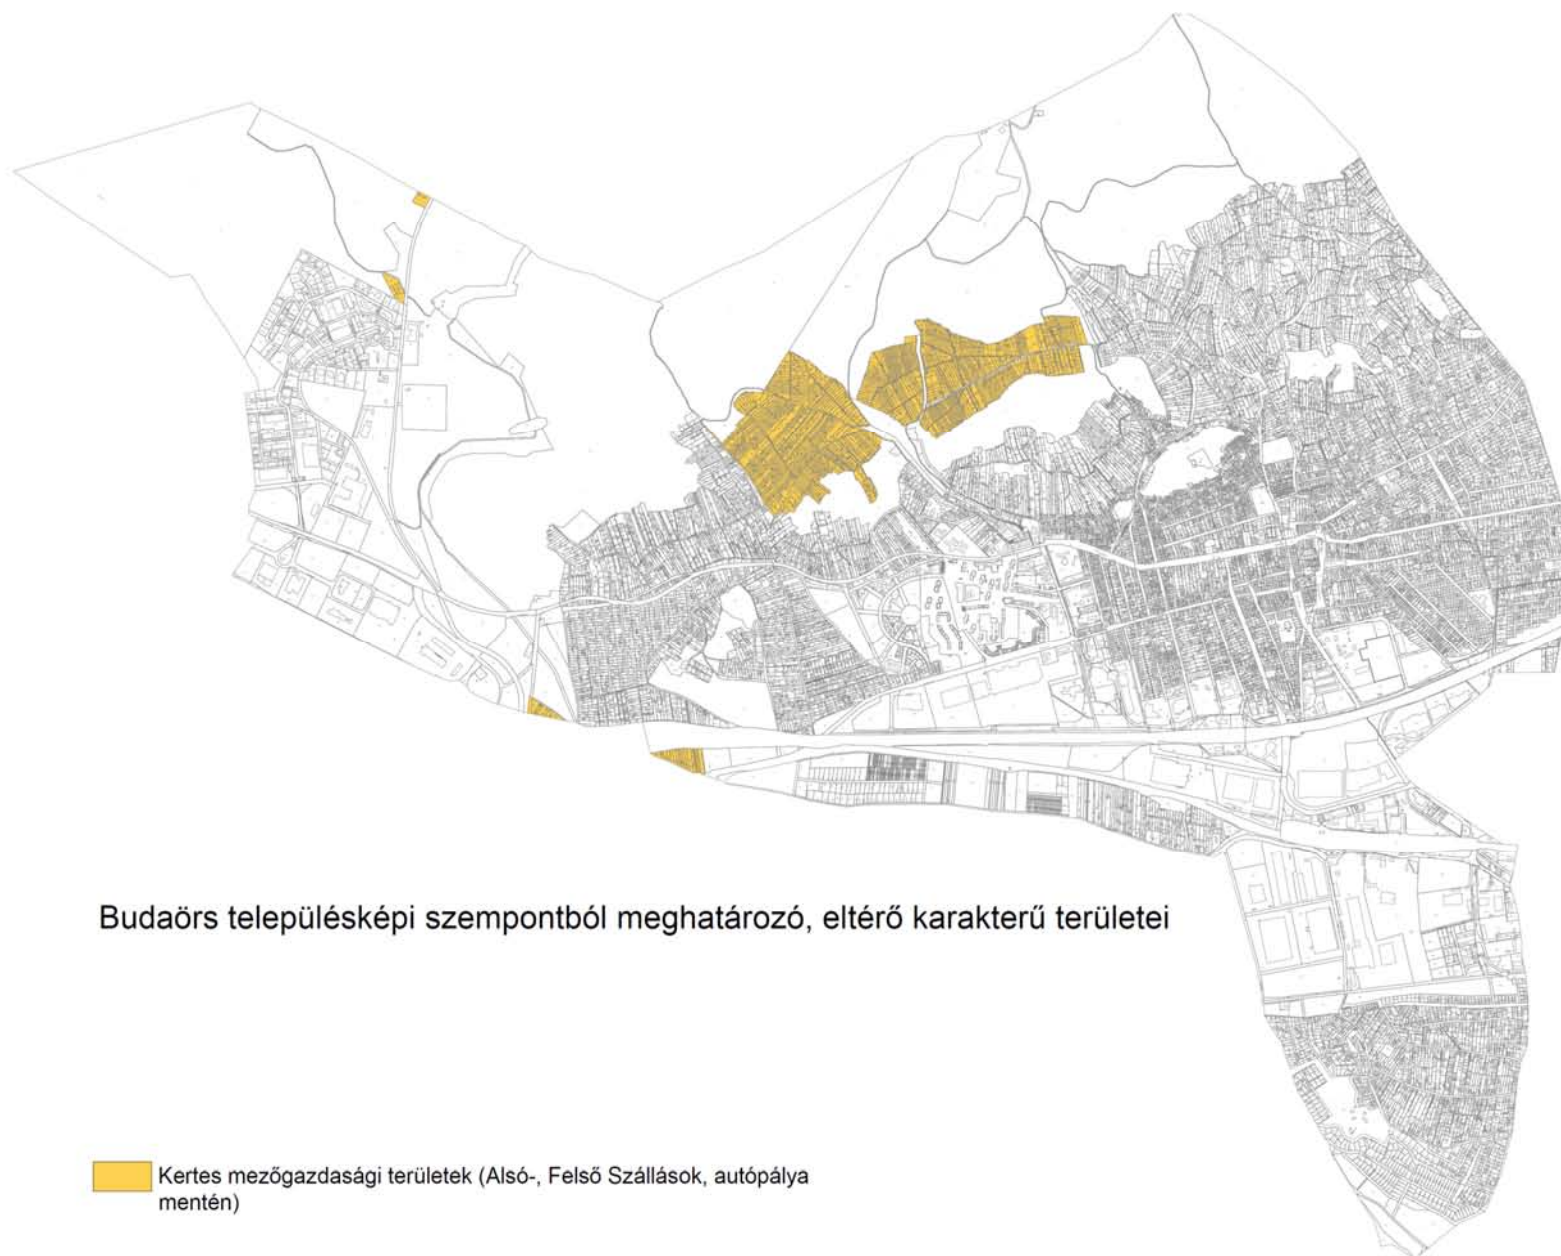 Budaörs településképi szempontból meghatározó, eltérő karakterű területei
Kertes mezőgazdasági területek (Alsó-, Felső Szállások, autópálya
mentén)